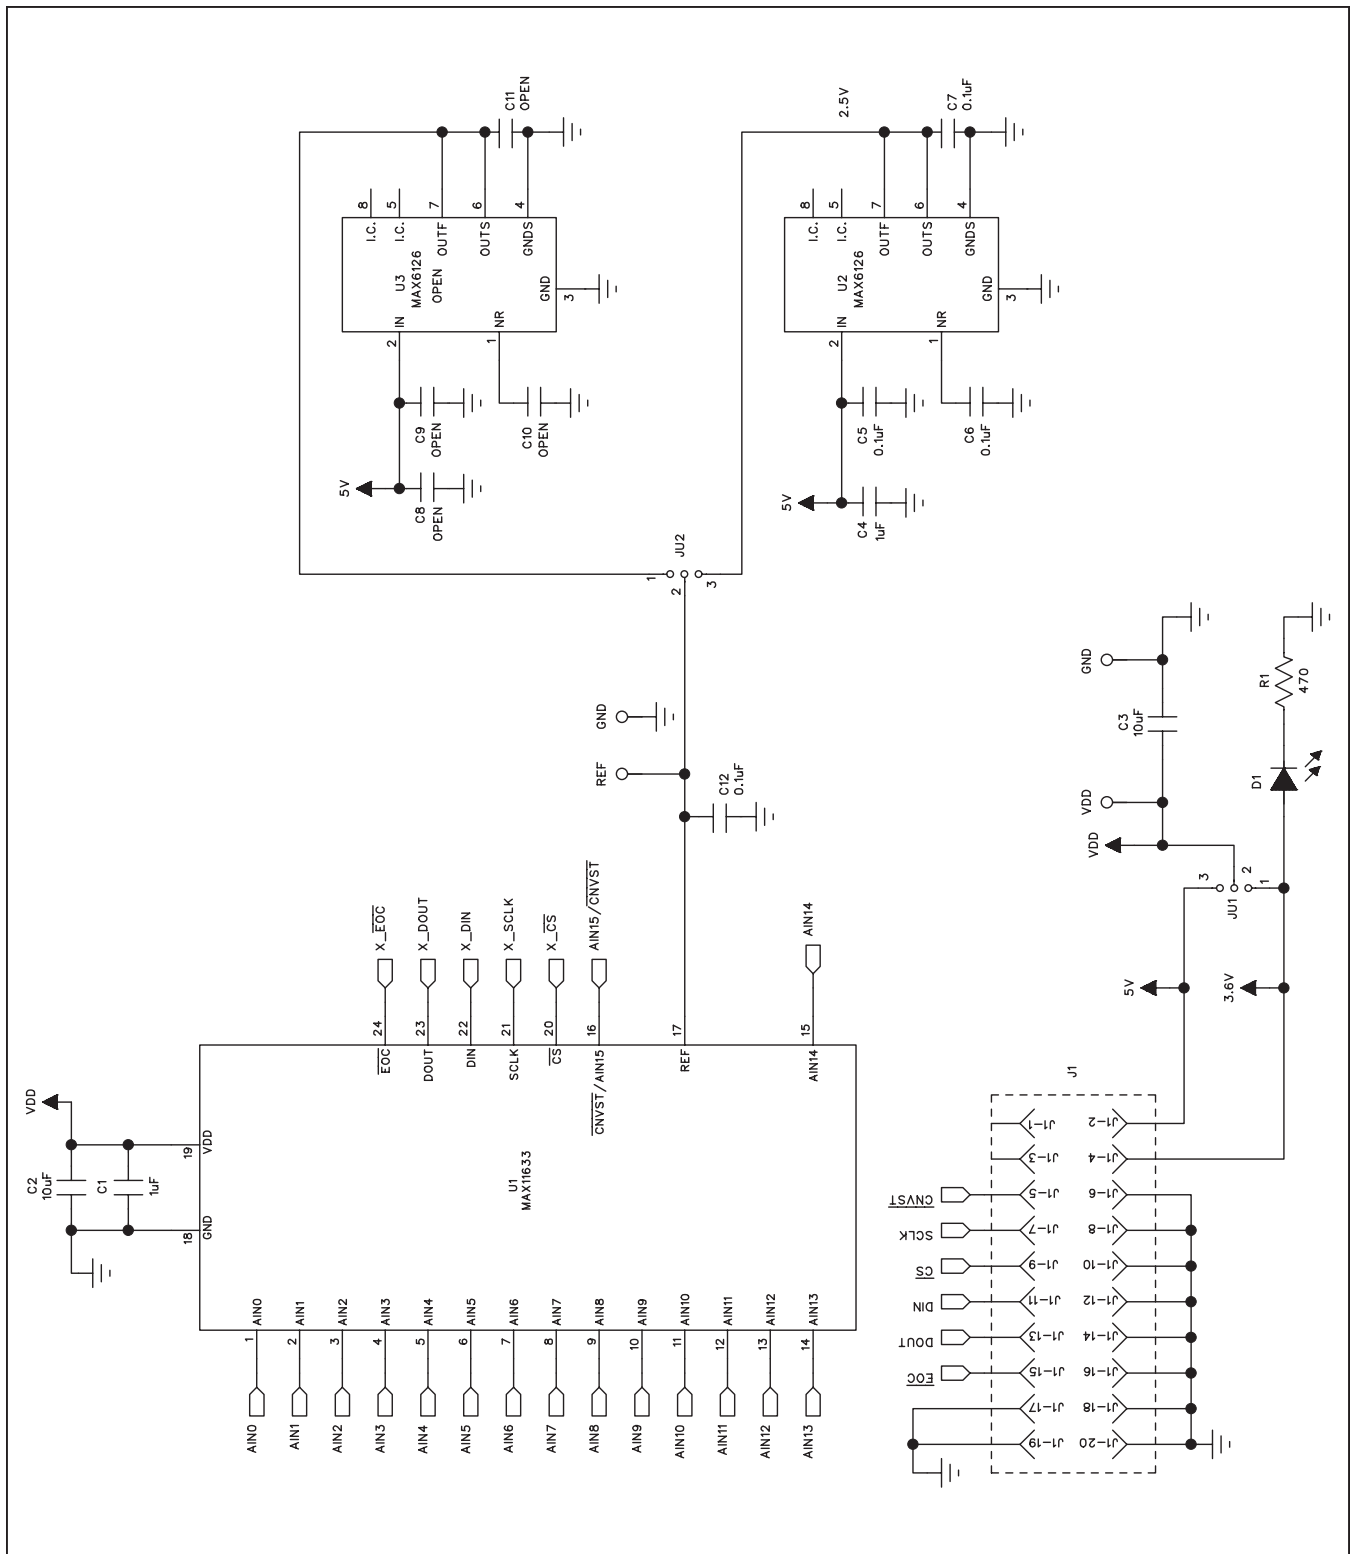 C11
OPEN
8
I.C.
5
I.C.
7
OUTF
6
OUTS
4
GNDS
U3
MAX6126
OPEN
GND
3
IN
2
NR
1
C9
OPEN
C10
OPEN
5V
C8
OPEN
2.5V
C7
0.1uF
8
I.C.
5
I.C.
7
OUTF
6
OUTS
4
GNDS
U2
MAX6126
GND
3
IN
2
NR
1
C5
0.1uF
C6
0.1uF
5V
C4
1uF
JU2
1
2
3
GND
REF
C12
0.1uF
GND
C3
10uF
VDD
VDD
R1
470
D1
3
2
1
JU1
5V
3.6V
X_EOC
X_DOUT
X_DIN
X_SCLK
X_CS
AIN15/CNVST
AIN14
24
23
22
21
20
16
17
15
EOC
DOUT
DIN
SCLK
CS
CNVST/AIN15
REF
AIN14
VDD
C2
10uF
C1
1uF
19
VDD
18
GND
U1
MAX11633
AIN0
AIN1
AIN2
AIN3
AIN4
AIN5
AIN6
AIN7
AIN8
AIN9
AIN10
AIN11
AIN12
AIN13
1
2
3
4
5
6
7
8
9
10
11
12
13
14
AIN0
AIN1
AIN2
AIN3
AIN4
AIN5
AIN6
AIN7
AIN8
AIN9
AIN10
AIN11
AIN12
AIN13
J1
J1-1
J1-2
J1-3
J1-4
CNVST
J1-5
J1-6
SCLK
J1-7
J1-8
CS
J1-9
J1-10
DIN
J1-11
J1-12
DOUT
J1-13
J1-14
EOC
J1-15
J1-16
J1-17
J1-18
J1-19
J1-20